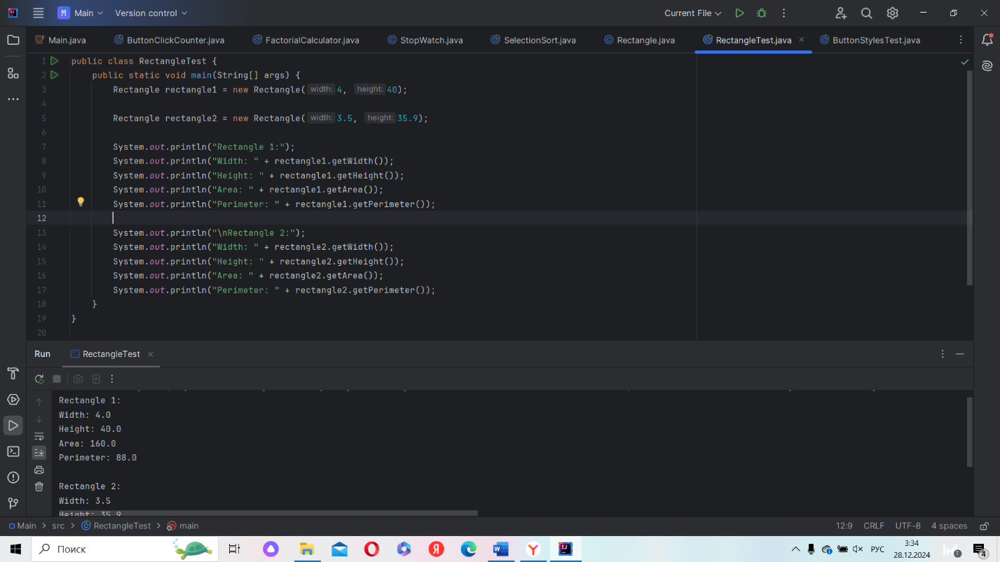 M Main Version control Current File
Main.java ButtonClickCounter.java FactorialCalculator.java StopWatch.java SelectionSort.java Rectangle.java RectangleTest.java ButtonStylesTest.java
1 public class RectangleTest {
2 public static void main(String[] args) {
3 Rectangle rectangle1 = new Rectangle( width: 4, height: 40);
4
5 Rectangle rectangle2 = new Rectangle( width: 3.5, height: 35.9);
6
7 System.out.println("Rectangle 1:");
8 System.out.println("Width: " + rectangle1.getWidth());
9 System.out.println("Height: " + rectangle1.getHeight());
10 System.out.println("Area: " + rectangle1.getArea());
11 System.out.println("Perimeter: " + rectangle1.getPerimeter());
12
13 System.out.println("\nRectangle 2:");
14 System.out.println("Width: " + rectangle2.getWidth());
15 System.out.println("Height: " + rectangle2.getHeight());
16 System.out.println("Area: " + rectangle2.getArea());
17 System.out.println("Perimeter: " + rectangle2.getPerimeter());
18 }
19 }
20
Run RectangleTest
Rectangle 1:
Width: 4.0
Height: 40.0
Area: 160.0
Perimeter: 88.0
Rectangle 2:
Width: 3.5
Height: 35.9
Main > src > RectangleTest > main 12:9 CRLF UTF-8 4 spaces
Поиск РУС 3:34
28.12.2024 4